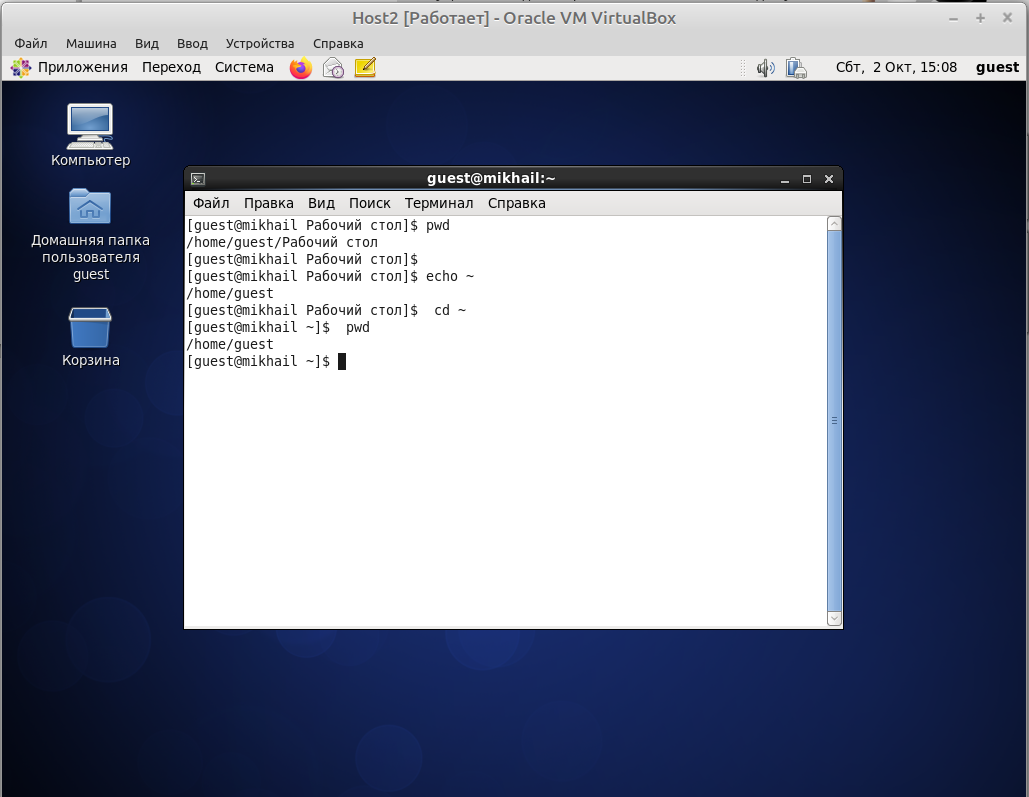 Host2 [Работает] - Oracle VM VirtualBox
Файл Машина Вид Ввод Устройства Справка
Приложения Переход Система Сбт, 2 Окт, 15:08 guest
Компьютер
Домашняя папка
пользователя
guest
Корзина
guest@mikhail:~
Файл Правка Вид Поиск Терминал Справка
[guest@mikhail Рабочий стол]$ pwd
/home/guest/Рабочий стол
[guest@mikhail Рабочий стол]$
[guest@mikhail Рабочий стол]$ echo ~
/home/guest
[guest@mikhail Рабочий стол]$  cd ~
[guest@mikhail ~]$  pwd
/home/guest
[guest@mikhail ~]$